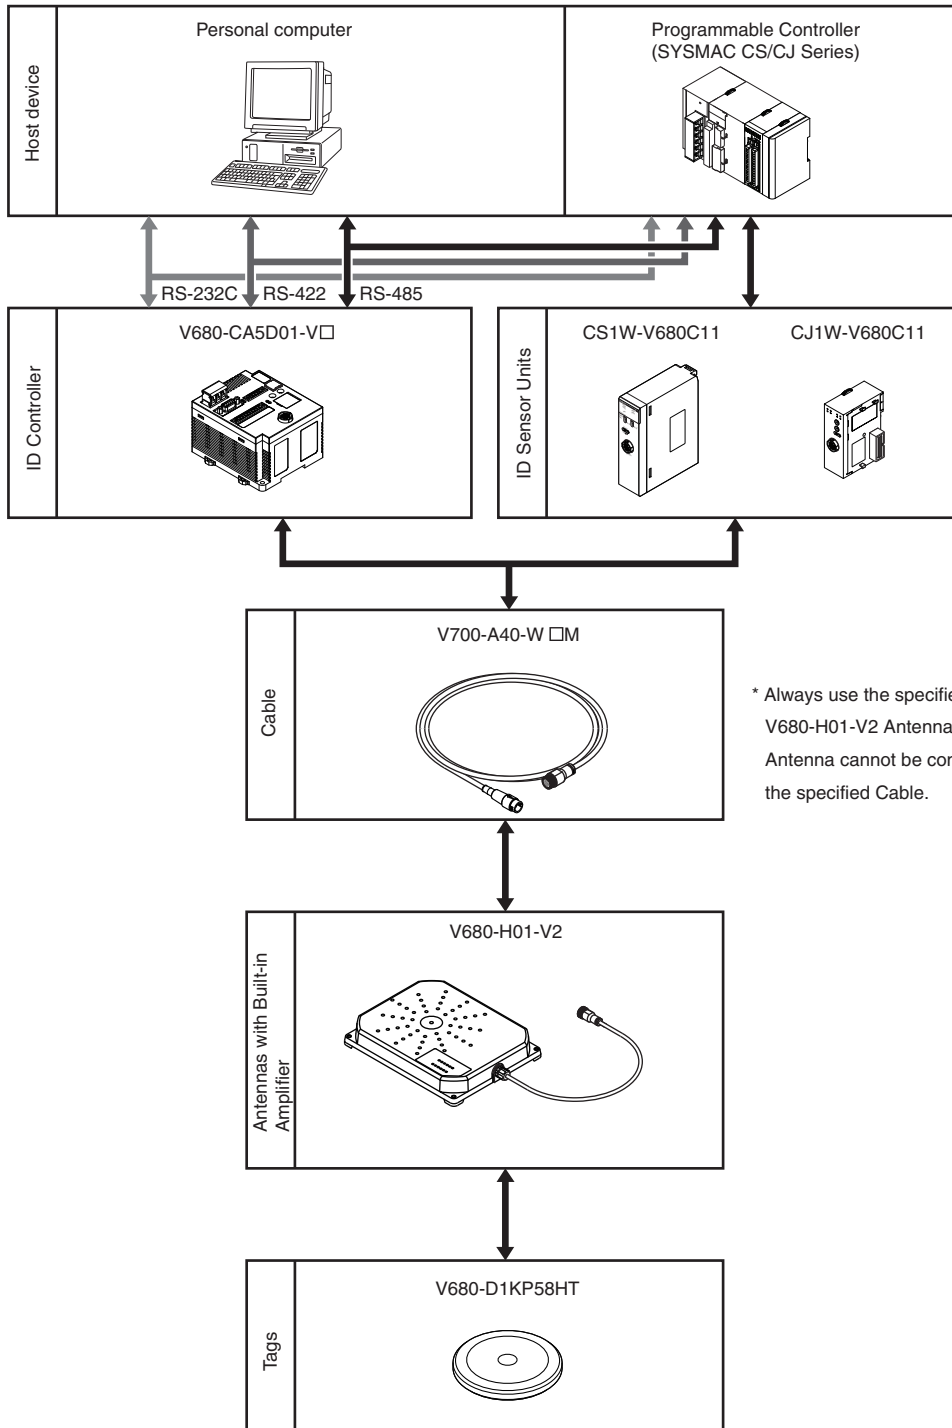 Host device
Personal computer
Programmable Controller
(SYSMAC CS/CJ Series)
RS-232C
RS-422
RS-485
ID Controller
V680-CA5D01-V□
ID Sensor Units
CS1W-V680C11
CJ1W-V680C11
Cable
V700-A40-W □M
* Always use the
V680-H01-V2 Antenna
Antenna cannot be
the specified Cable.
Antennas with Built-in
Amplifier
V680-H01-V2
Tags
V680-D1KP58HT